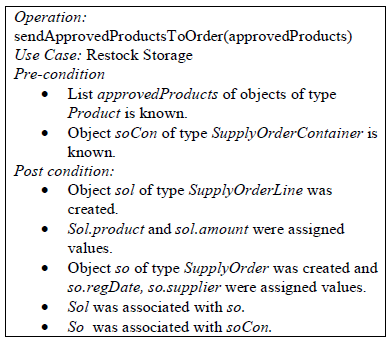 Operation:
sendApprovedProductsToOrder(approvedProducts)
Use Case: Restock Storage
Pre-condition
• List approvedProducts of objects of type
Product is known.
• Object soCon of type SupplyOrderContainer is
known.
Post condition:
• Object sol of type SupplyOrderLine was
created.
• Sol.product and sol.amount were assigned
values.
• Object so of type SupplyOrder was created and
so.regDate, so.supplier were assigned values.
• Sol was associated with so.
• So was associated with soCon.